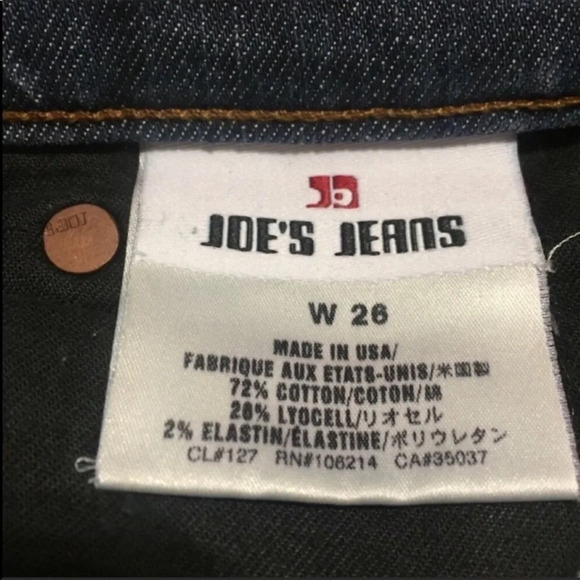 JOE'S
JOE'S JEANS
W 26
MADE IN USA/
FABRIQUE AUX ETATS-UNIS/米国製
72% COTTON/COTON/綿
26% LYOCELL/リオセル
2% ELASTIN/ÉLASTINE/ポリウレタン
CL#127 RN#106214 CA#35037